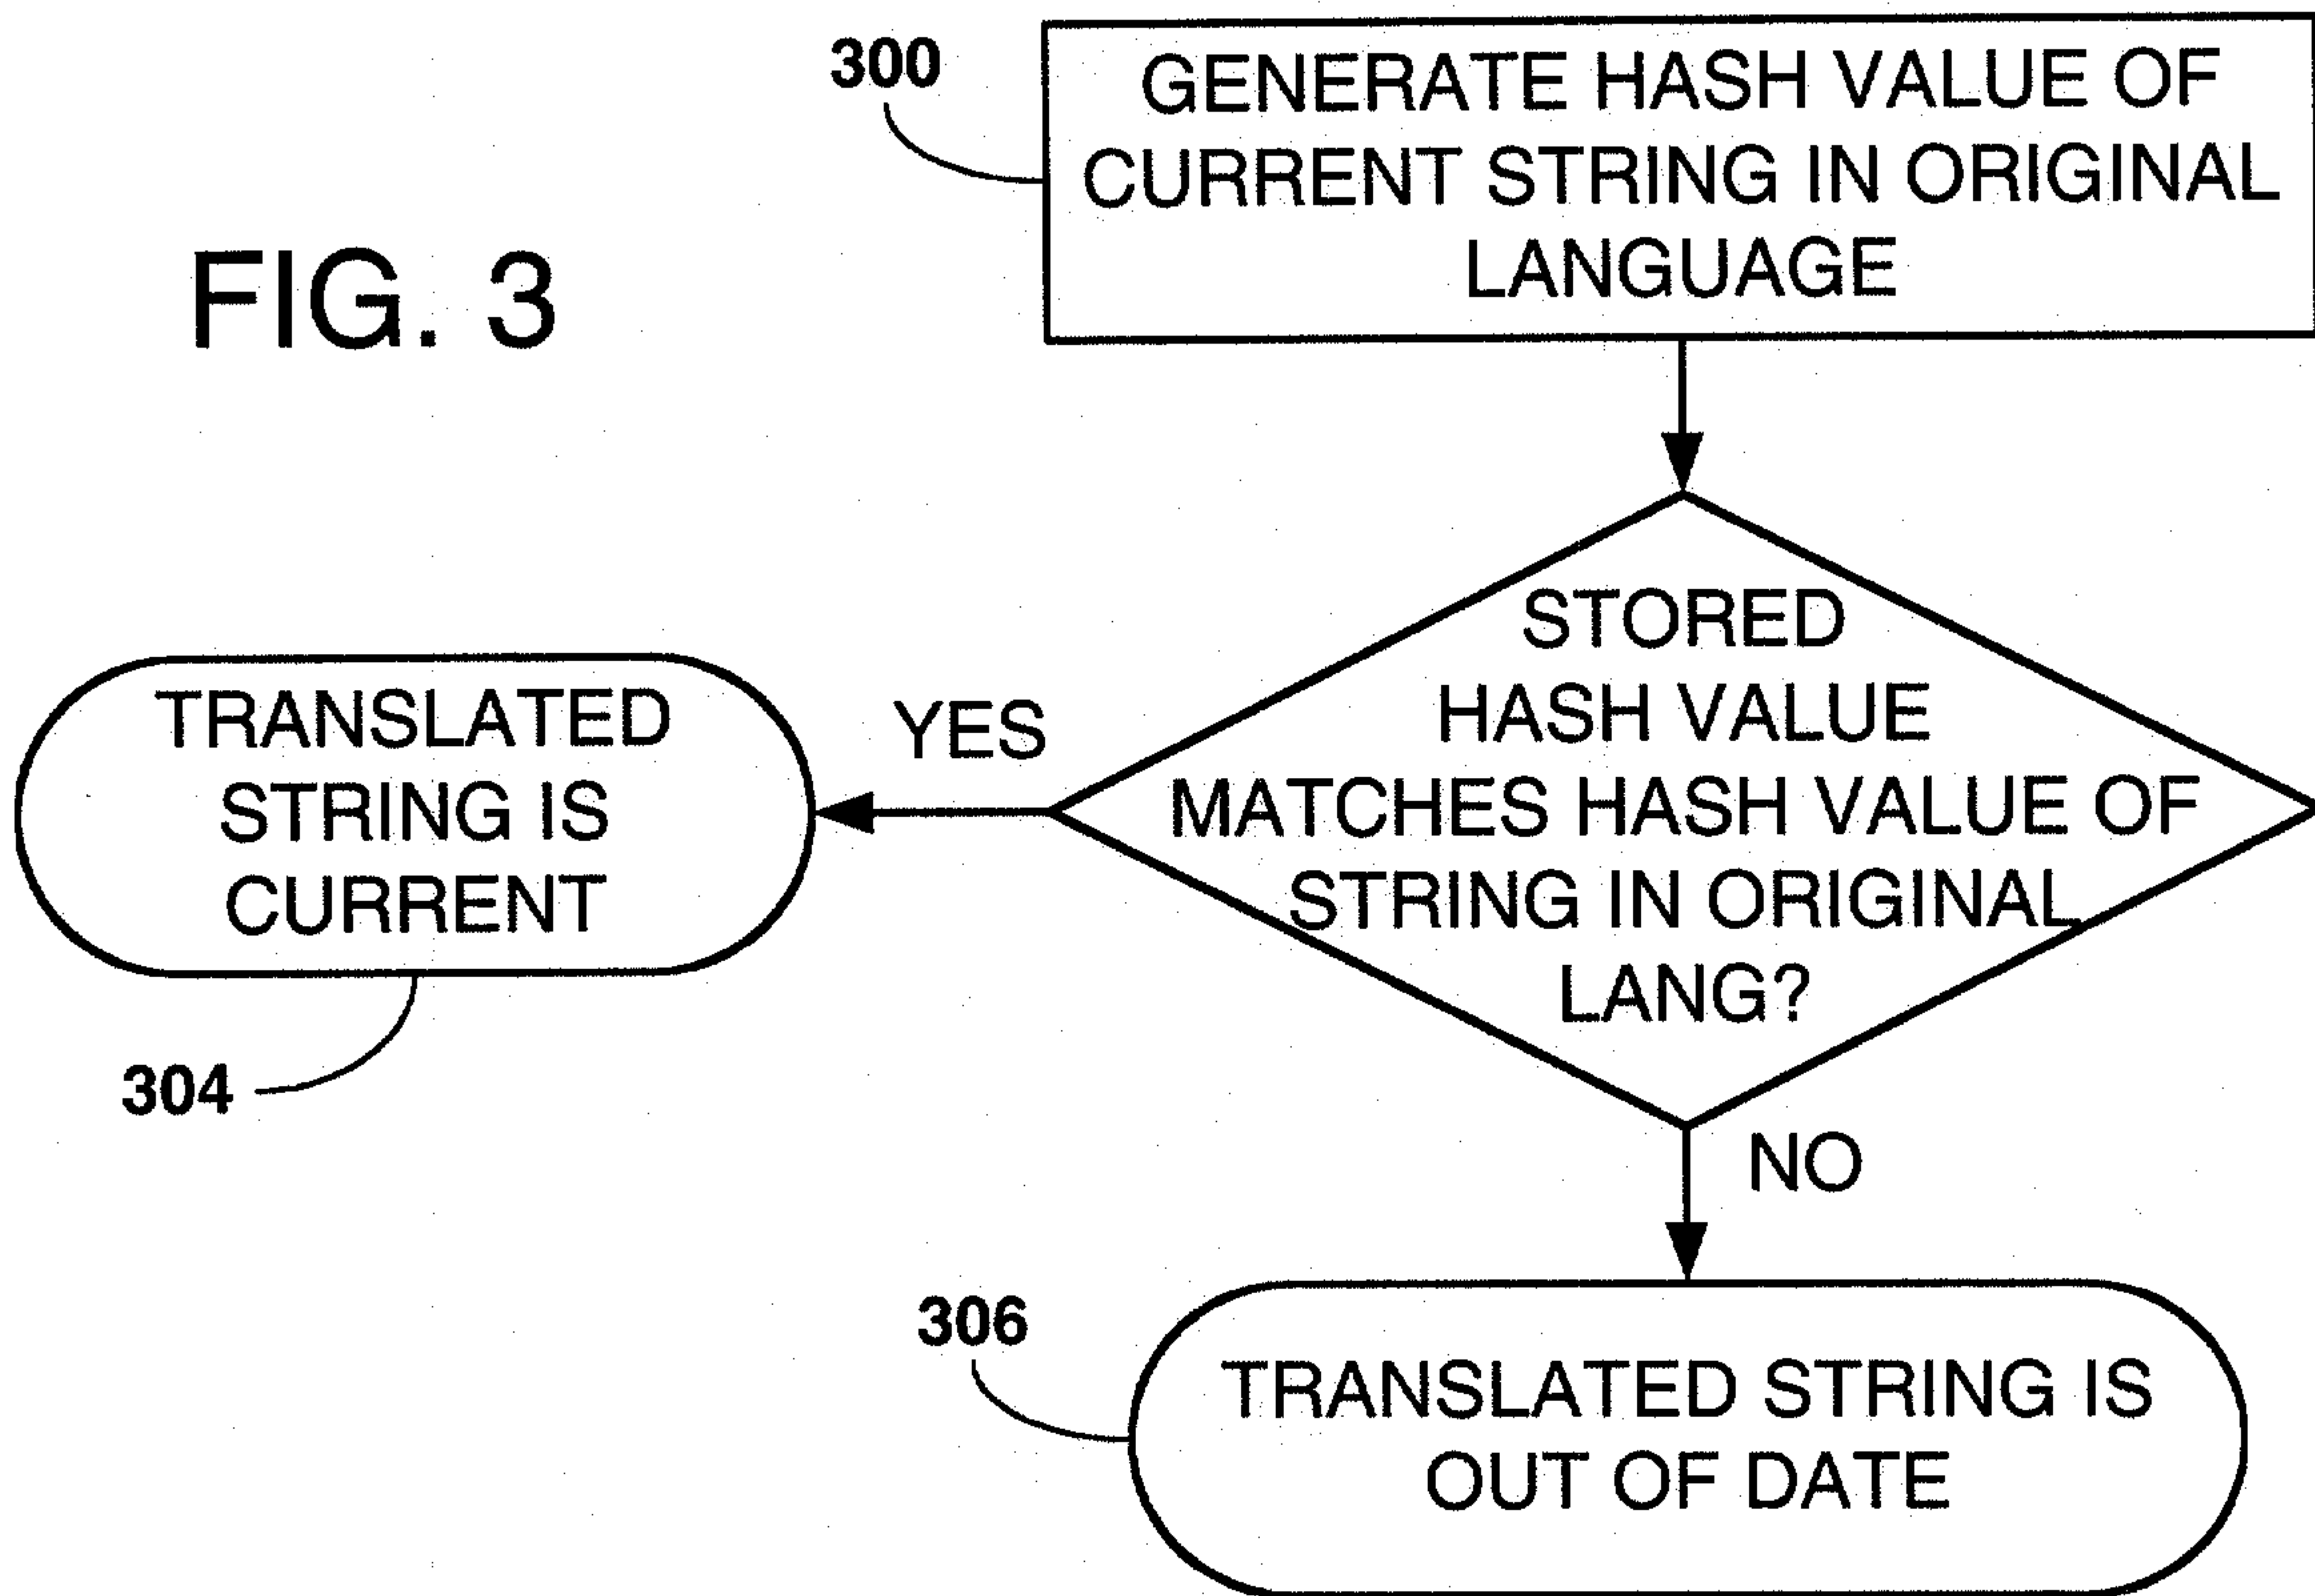 300
GENERATE HASH VALUE OF
CURRENT STRING IN ORIGINAL
LANGUAGE
FIG. 3
STORED
HASH VALUE
MATCHES HASH VALUE OF
STRING IN ORIGINAL
LANG?
YES
TRANSLATED
STRING IS
CURRENT
304
NO
306
TRANSLATED STRING IS
OUT OF DATE